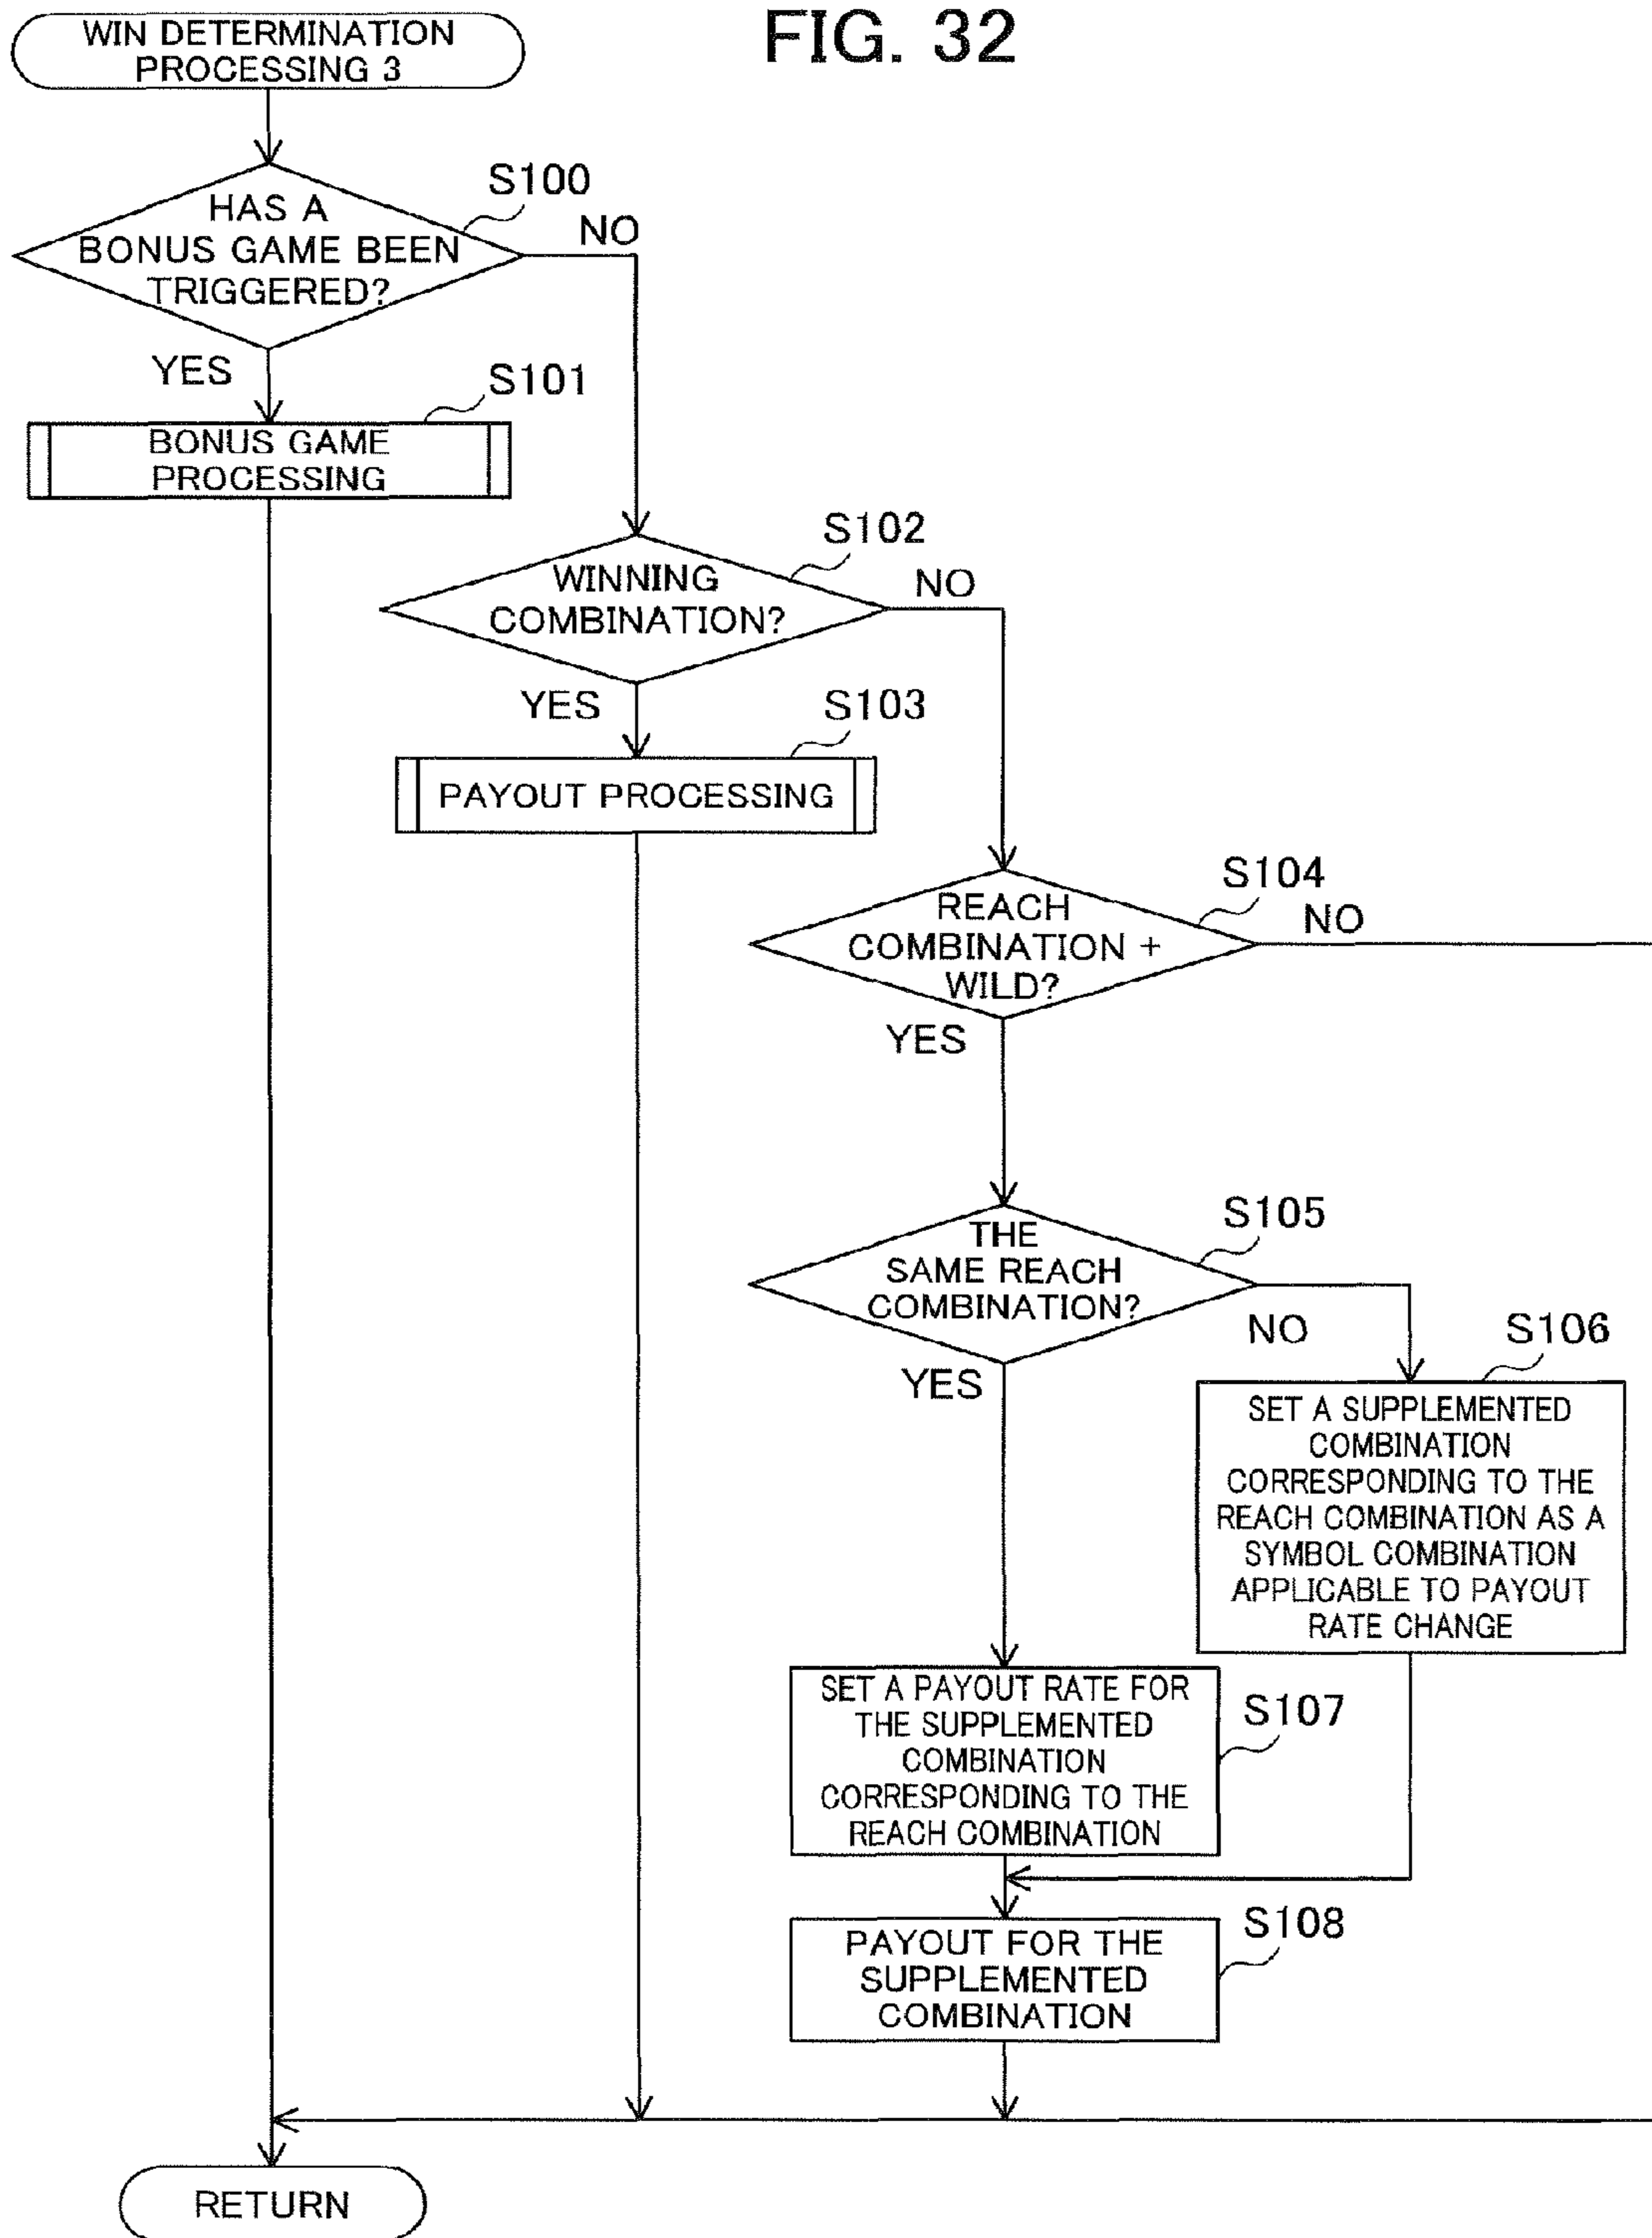 FIG. 32
WIN DETERMINATION
PROCESSING 3
S100
HAS A
BONUS GAME BEEN
TRIGGERED?
NO
YES
S101
BONUS GAME
PROCESSING
S102
WINNING
COMBINATION?
NO
YES
S103
PAYOUT PROCESSING
S104
REACH
COMBINATION +
WILD?
NO
YES
S105
THE
SAME REACH
COMBINATION?
NO
YES
S106
SET A SUPPLEMENTED
COMBINATION
CORRESPONDING TO THE
REACH COMBINATION AS A
SYMBOL COMBINATION
APPLICABLE TO PAYOUT
RATE CHANGE
SET A PAYOUT RATE FOR
THE SUPPLEMENTED
COMBINATION
CORRESPONDING TO THE
REACH COMBINATION
S107
S108
PAYOUT FOR THE
SUPPLEMENTED
COMBINATION
RETURN